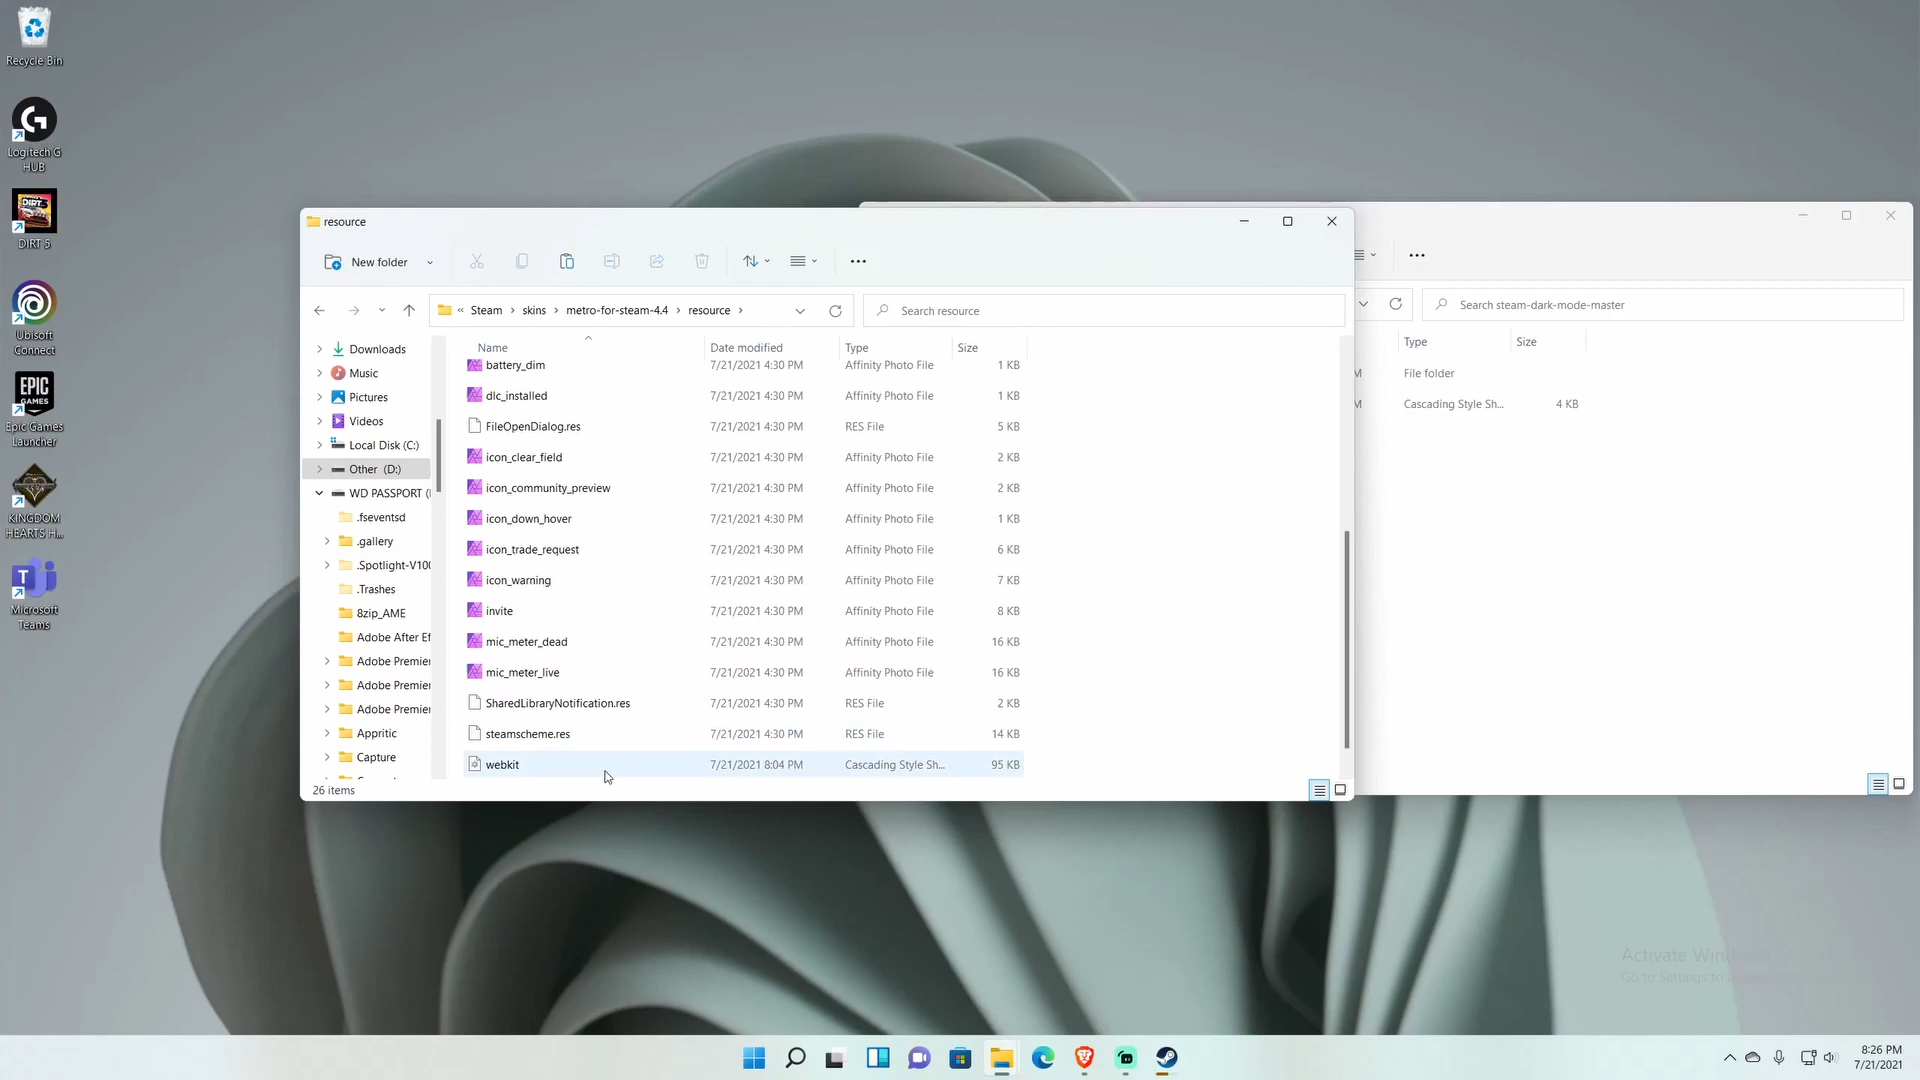 Recycle Bin
Logitech G
HUB
DIRT 5
Ubisoft
Connect
EPIC
GAMES
Epic Games
Launcher
KINGDOM
HEARTS H...
Microsoft
Teams
resource
New folder
« Steam > skins > metro-for-steam-4.4 > resource >
Search resource
Search steam-dark-mode-master
Name Date modified Type Size
battery_dim 7/21/2021 4:30 PM Affinity Photo File 1 KB
dlc_installed 7/21/2021 4:30 PM Affinity Photo File 1 KB
FileOpenDialog.res 7/21/2021 4:30 PM RES File 5 KB
icon_clear_field 7/21/2021 4:30 PM Affinity Photo File 2 KB
icon_community_preview 7/21/2021 4:30 PM Affinity Photo File 2 KB
icon_down_hover 7/21/2021 4:30 PM Affinity Photo File 1 KB
icon_trade_request 7/21/2021 4:30 PM Affinity Photo File 6 KB
icon_warning 7/21/2021 4:30 PM Affinity Photo File 7 KB
invite 7/21/2021 4:30 PM Affinity Photo File 8 KB
mic_meter_dead 7/21/2021 4:30 PM Affinity Photo File 16 KB
mic_meter_live 7/21/2021 4:30 PM Affinity Photo File 16 KB
SharedLibraryNotification.res 7/21/2021 4:30 PM RES File 2 KB
steamscheme.res 7/21/2021 4:30 PM RES File 14 KB
webkit 7/21/2021 8:04 PM Cascading Style Sh... 95 KB
Downloads
Music
Pictures
Videos
Local Disk (C:)
Other (D:)
WD PASSPORT (
.fseventsd
.gallery
.Spotlight-V100
.Trashes
8zip_AME
Adobe After Ef
Adobe Premier
Adobe Premier
Adobe Premier
Appritic
Capture
26 items
Type Size
M File folder
M Cascading Style Sh... 4 KB
Activate Windows
Go to Settings to
8:26 PM
7/21/2021